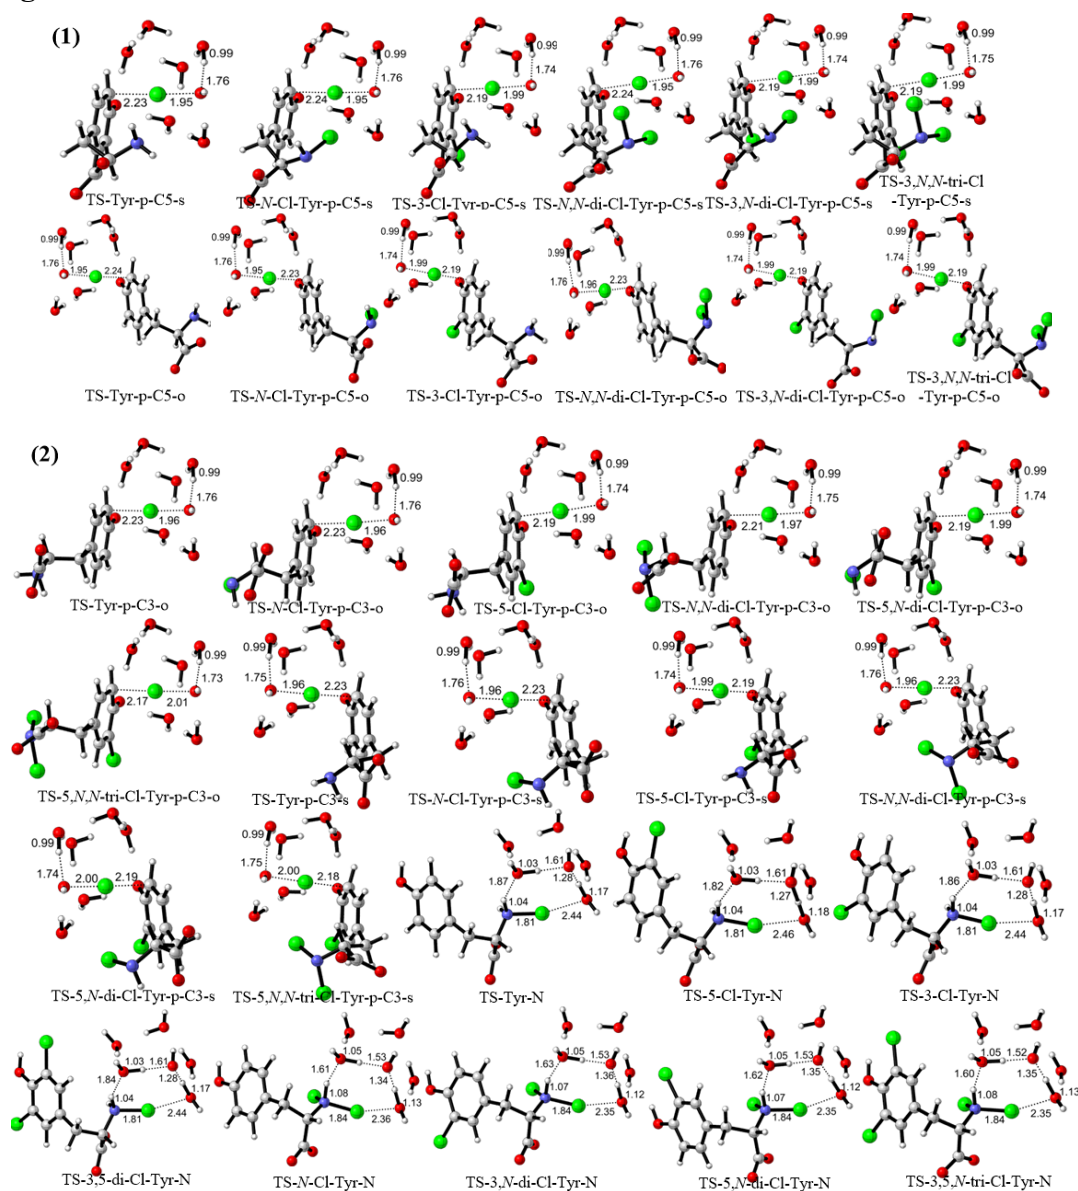 (1)
0.99 0.99 0.99 0.99 0.99 0.99
1.76 1.76 1.74 1.76 1.74 1.75
2.23 1.95 2.24 1.95 2.19 1.99 2.24 1.95 2.19 1.99 2.19 1.99
TS-Tyr-p-C5-s TS-N-Cl-Tyr-p-C5-s TS-3-Cl-Tyr-p-C5-s TS-N,N-di-Cl-Tyr-p-C5-s TS-3,N-di-Cl-Tyr-p-C5-s TS-3,N,N-tri-Cl
-Tyr-p-C5-s
0.99 0.99 0.99 0.99 0.99 0.99
1.76 1.95 2.24 1.76 1.95 2.23 1.74 1.99 2.19 1.76 1.96 2.23 1.74 1.99 2.19 1.74 1.99 2.19
TS-Tyr-p-C5-o TS-N-Cl-Tyr-p-C5-o TS-3-Cl-Tyr-p-C5-o TS-N,N-di-Cl-Tyr-p-C5-o TS-3,N-di-Cl-Tyr-p-C5-o TS-3,N,N-tri-Cl
-Tyr-p-C5-o
(2)
0.99 0.99 0.99 0.99 0.99
1.76 1.76 1.74 1.75 1.74
2.23 1.96 2.23 1.96 2.19 1.99 2.21 1.97 2.19 1.99
TS-Tyr-p-C3-o TS-N-Cl-Tyr-p-C3-o TS-5-Cl-Tyr-p-C3-o TS-N,N-di-Cl-Tyr-p-C3-o TS-5,N-di-Cl-Tyr-p-C3-o
0.99 0.99 0.99 0.99 0.99
1.73 1.75 1.76 1.74 1.76
2.17 2.01 1.96 2.23 1.96 2.23 1.99 2.19 1.96 2.23
TS-5,N,N-tri-Cl-Tyr-p-C3-o TS-Tyr-p-C3-s TS-N-Cl-Tyr-p-C3-s TS-5-Cl-Tyr-p-C3-s TS-N,N-di-Cl-Tyr-p-C3-s
0.99 1.74 2.00 2.19 0.99 1.75 2.00 2.18 1.03 1.61 1.87 1.28 1.17 1.04 1.81 2.44 1.03 1.61 1.82 1.27 1.18 1.04 1.81 2.46 1.03 1.61 1.86 1.28 1.17 1.04 1.81 2.44
TS-5,N-di-Cl-Tyr-p-C3-s TS-5,N,N-tri-Cl-Tyr-p-C3-s TS-Tyr-N TS-5-Cl-Tyr-N TS-3-Cl-Tyr-N
1.03 1.61 1.84 1.28 1.17 1.04 1.81 2.44 1.05 1.53 1.61 1.34 1.13 1.08 1.84 2.36 1.05 1.53 1.63 1.36 1.12 1.07 1.84 2.35 1.05 1.53 1.62 1.35 1.12 1.07 1.84 2.35 1.05 1.52 1.60 1.35 1.13 1.08 1.84 2.35
TS-3,5-di-Cl-Tyr-N TS-N-Cl-Tyr-N TS-3,N-di-Cl-Tyr-N TS-5,N-di-Cl-Tyr-N TS-3,5,N-tri-Cl-Tyr-N